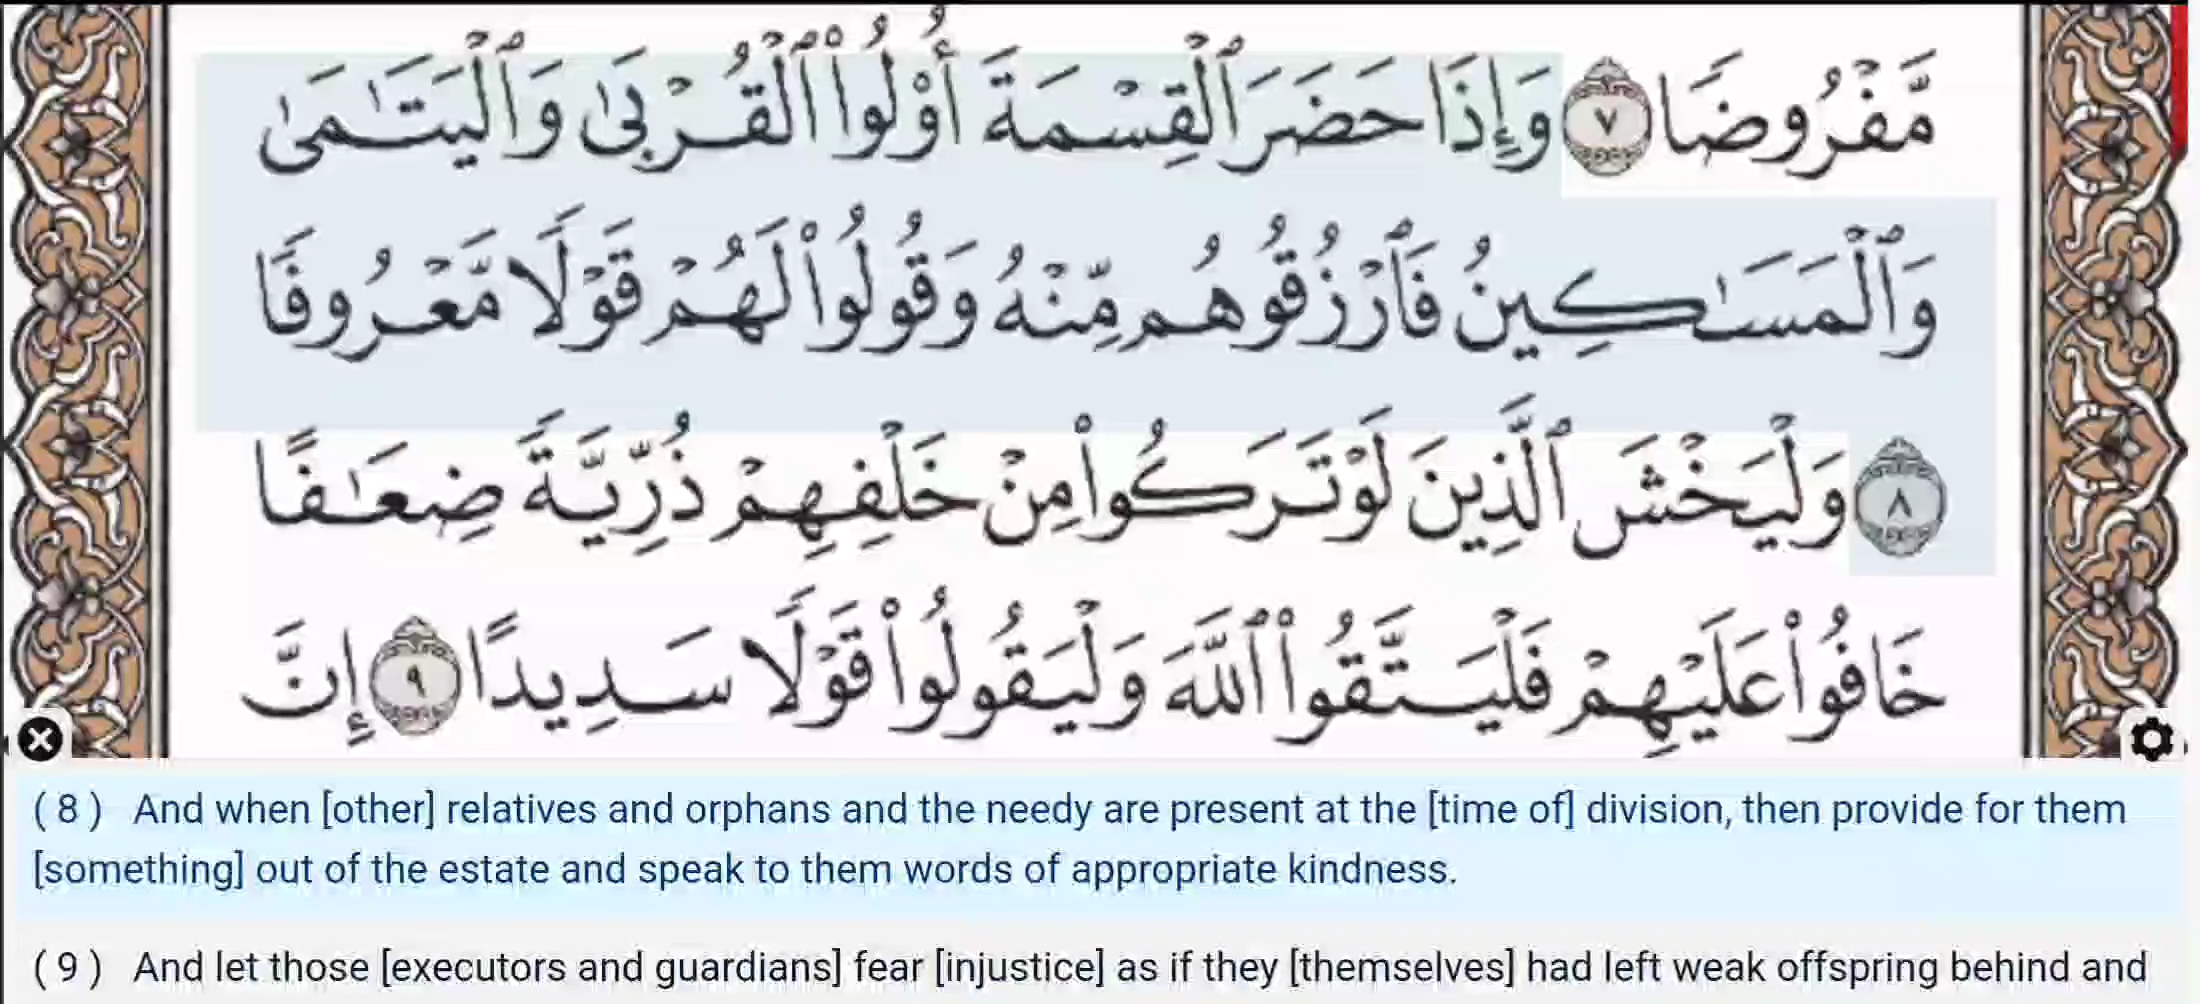 مَّفْرُوضًا ٧ وَإِذَا حَضَرَ ٱلْقِسْمَةَ أُوْلُواْ ٱلْقُرْبَىٰ وَٱلْيَتَٰمَىٰ
وَٱلْمَسَٰكِينُ فَٱرْزُقُوهُم مِّنْهُ وَقُولُواْ لَهُمْ قَوْلًا مَّعْرُوفًا
٨ وَلْيَخْشَ ٱلَّذِينَ لَوْ تَرَكُواْ مِنْ خَلْفِهِمْ ذُرِّيَّةً ضِعَٰفًا
خَافُواْ عَلَيْهِمْ فَلْيَتَّقُواْ ٱللَّهَ وَلْيَقُولُواْ قَوْلًا سَدِيدًا ٩ إِنَّ
( 8 ) And when [other] relatives and orphans and the needy are present at the [time of] division, then provide for them
[something] out of the estate and speak to them words of appropriate kindness.
( 9 ) And let those [executors and guardians] fear [injustice] as if they [themselves] had left weak offspring behind and